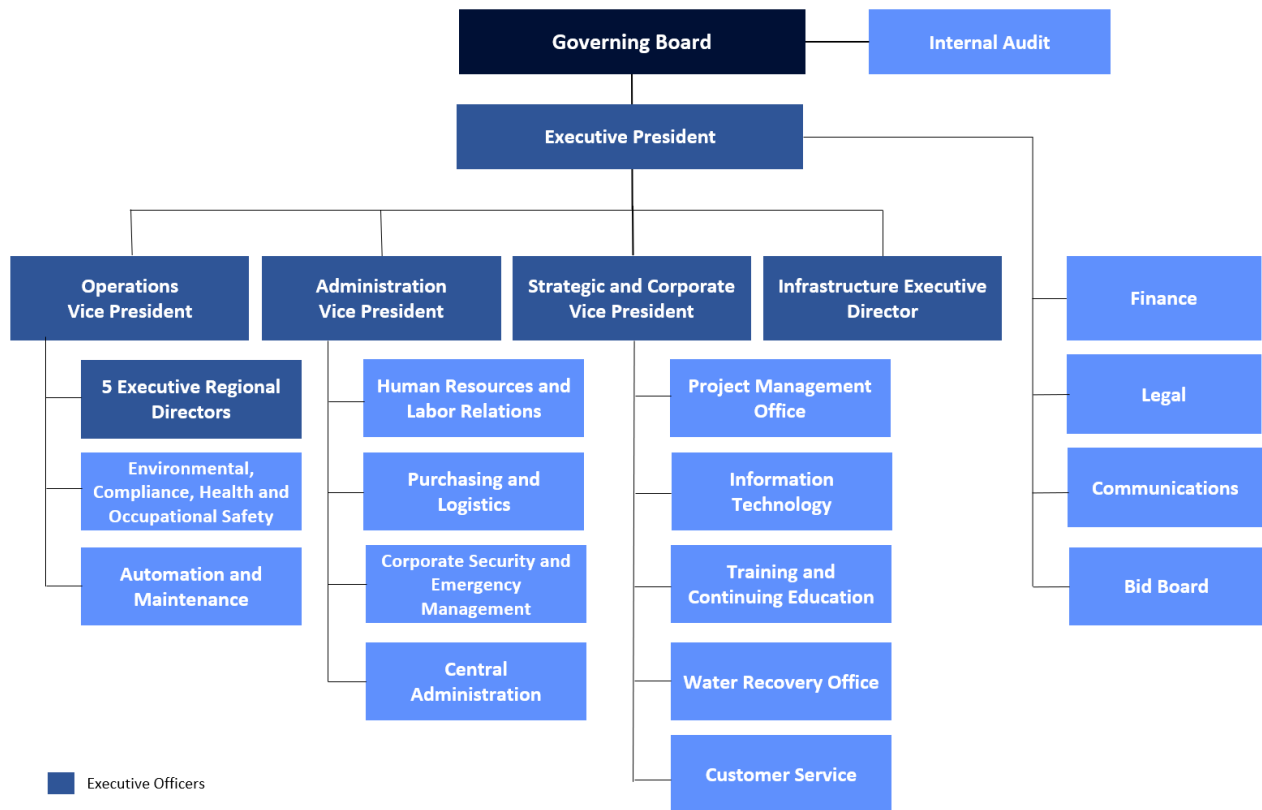 Governing Board
Internal Audit
Executive President
Operations
Vice President
Administration
Vice President
Strategic and Corporate
Vice President
Infrastructure Executive
Director
5 Executive Regional
Directors
Environmental,
Compliance, Health and
Occupational Safety
Automation and
Maintenance
Human Resources and
Labor Relations
Purchasing and
Logistics
Corporate Security and
Emergency
Management
Central
Administration
Project Management
Office
Information
Technology
Training and
Continuing Education
Water Recovery Office
Customer Service
Finance
Legal
Communications
Bid Board
Executive Officers